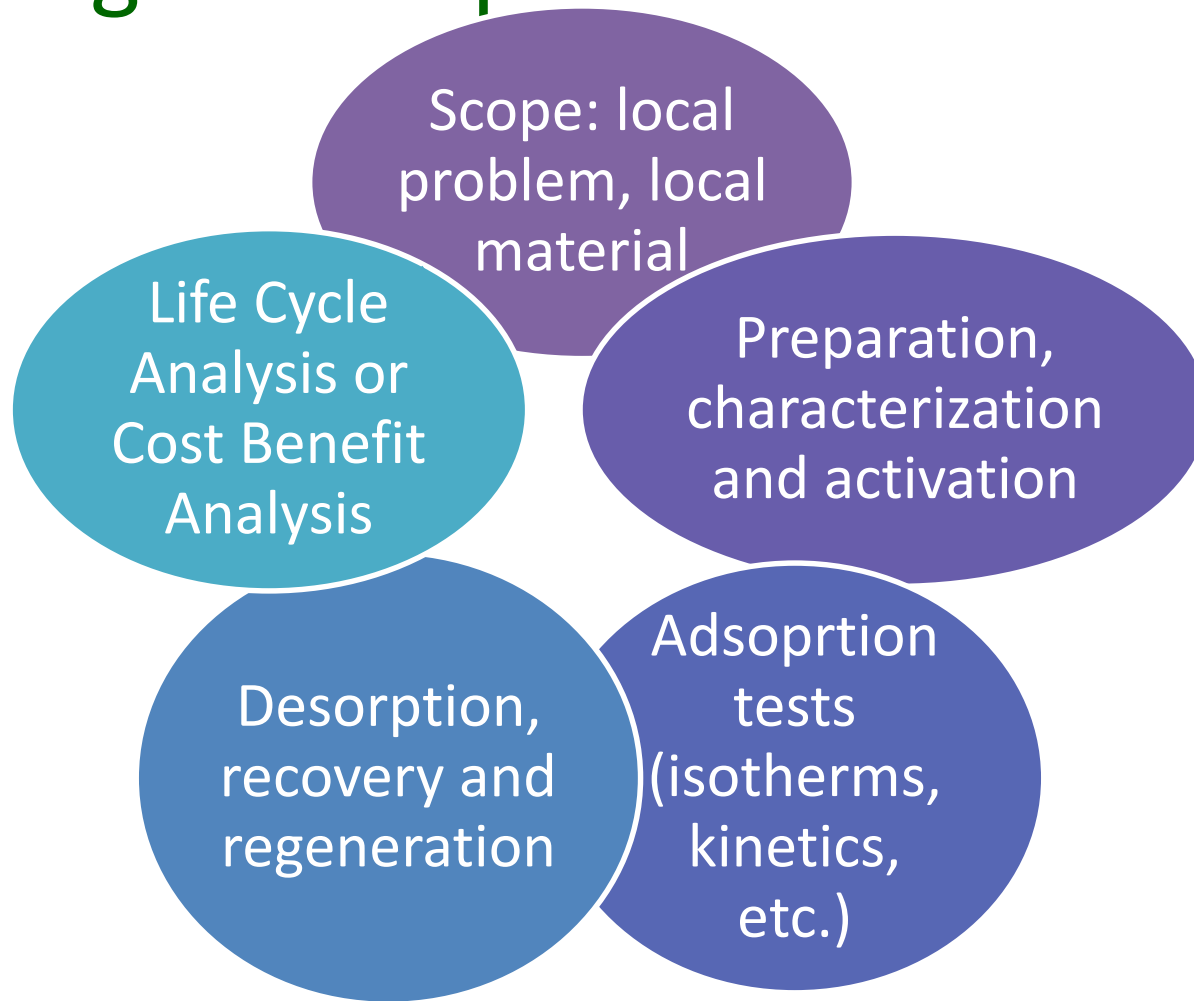 Scope: local
problem, local
material
Preparation,
characterization
and activation
Adsoprtion
tests
(isotherms,
kinetics,
etc.)
Desorption,
recovery and
regeneration
Life Cycle
Analysis or
Cost Benefit
Analysis